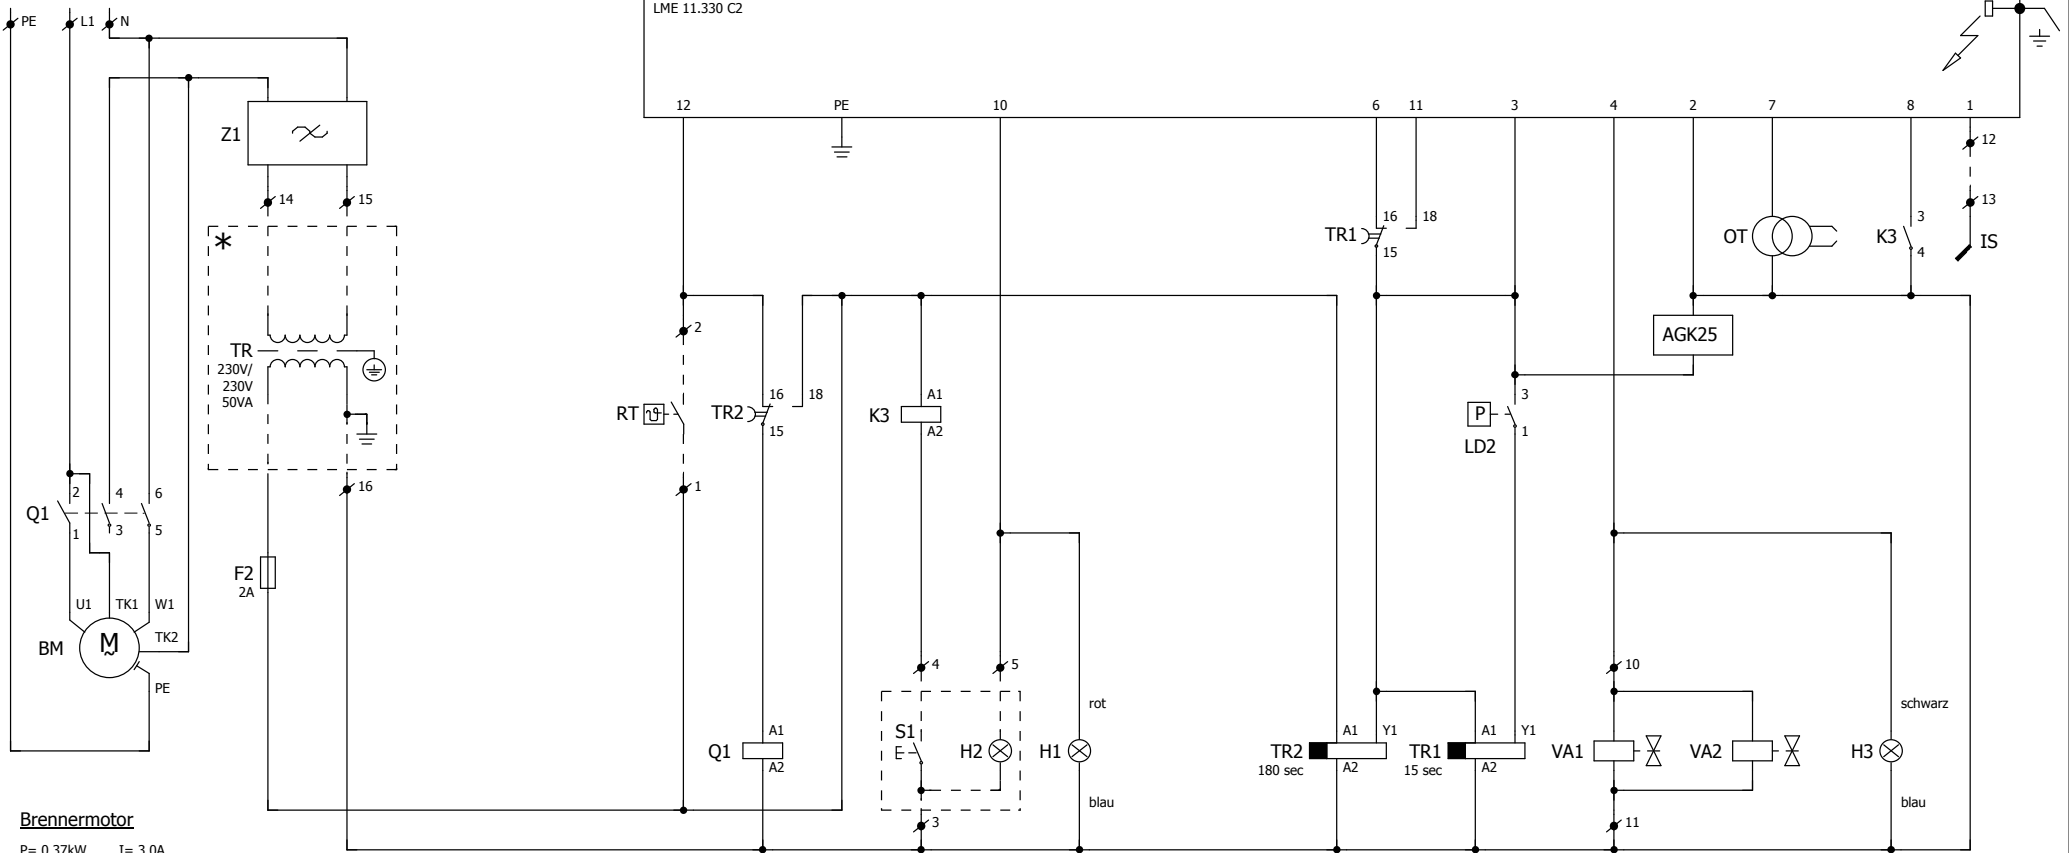 LME 11.330 C2
PE L1 N
12 PE 10 6 11 3 4 2 7 8 1
Z1
12
14 15
13
*
16 18
3
TR1
OT
K3
IS
15
4
2
TR
230V/
230V
50VA
AGK25
16 18
A1
3
RT
TR2
K3
P
15
A2
1
LD2
16
1
2 4 6
Q1
1 3 5
F2
2A
U1 TK1 W1
BM
M
~
TK2
PE
4 5
10
rot
schwarz
S1
E
H2
H1
Q1
A1
A2
TR2
180 sec
A1 Y1
A2
TR1
15 sec
A1 Y1
A2
VA1
VA2
H3
blau
blau
3
11
Brennermotor
P= 0,37kW I= 3,0A